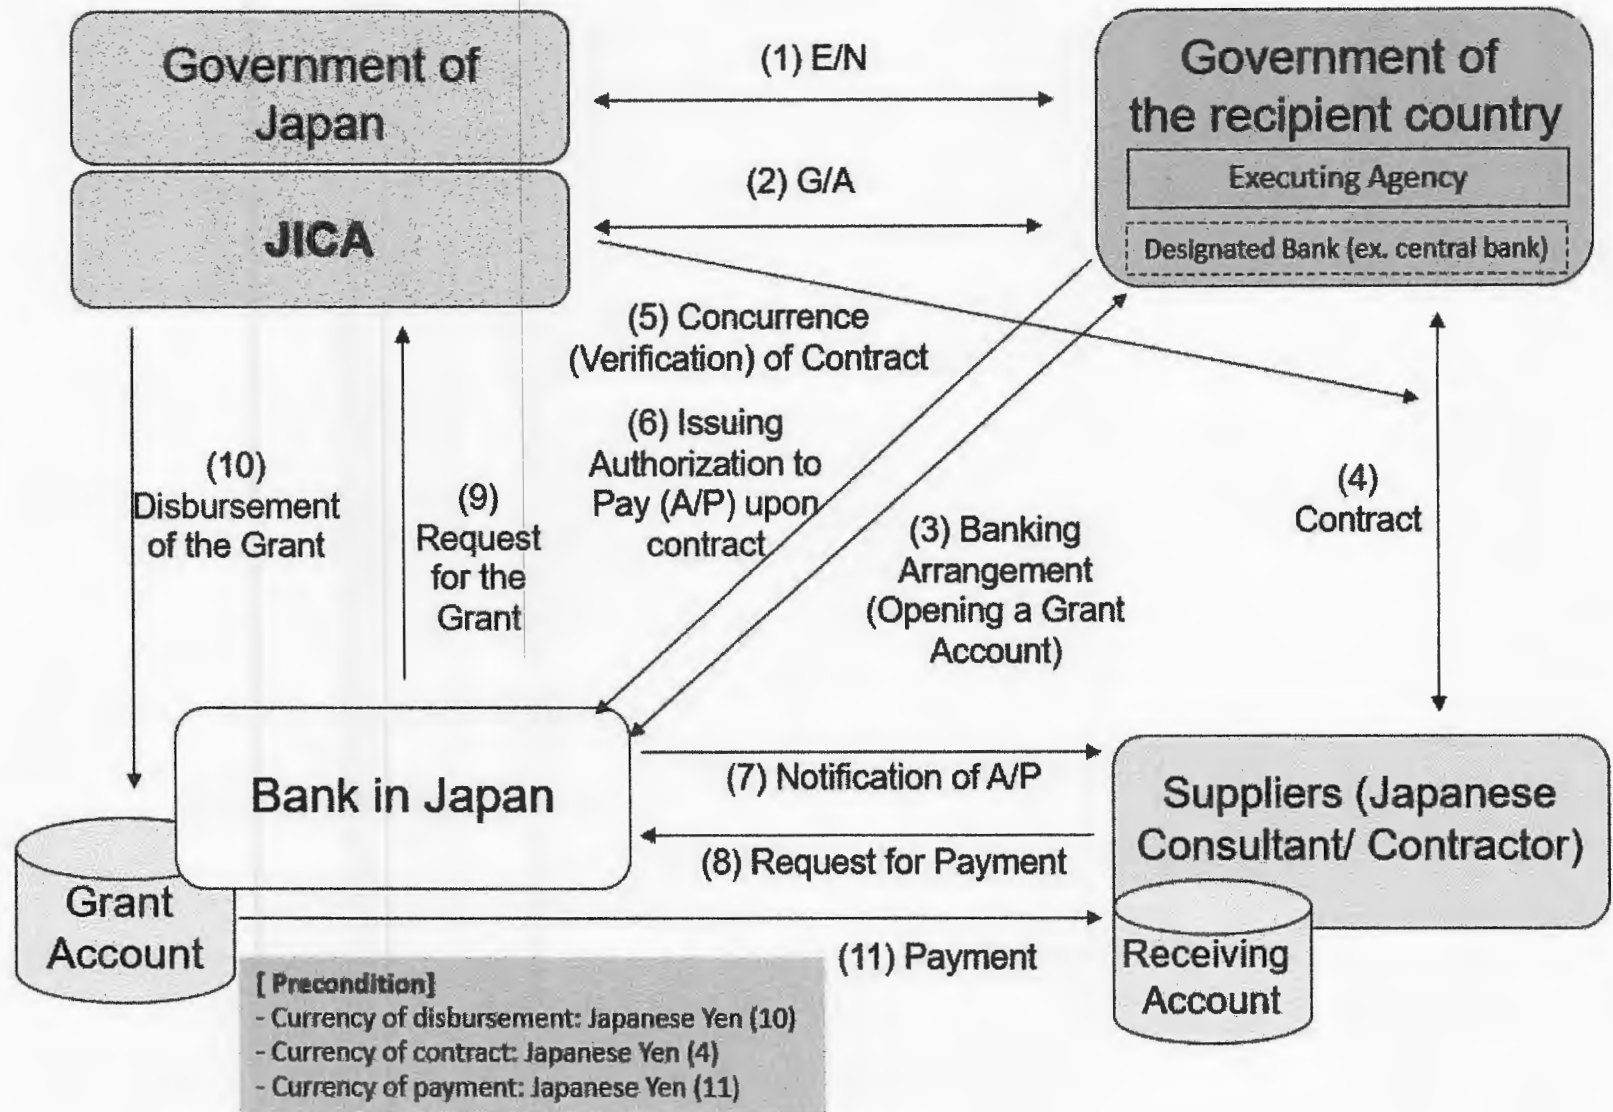 Government of
Japan
JICA
(1) E/N
(2) G/A
Government of
the recipient country
Executing Agency
Designated Bank (ex. central bank)
(5) Concurrence
(Verification) of Contract
(6) Issuing
Authorization to
Pay (A/P) upon
contract
(10)
Disbursement
of the Grant
(9)
Request
for the
Grant
(3) Banking
Arrangement
(Opening a Grant
Account)
(4)
Contract
Bank in Japan
(7) Notification of A/P
(8) Request for Payment
Suppliers (Japanese
Consultant/ Contractor)
Grant
Account
(11) Payment
Receiving
Account
[ Precondition]
- Currency of disbursement: Japanese Yen (10)
- Currency of contract: Japanese Yen (4)
- Currency of payment: Japanese Yen (11)